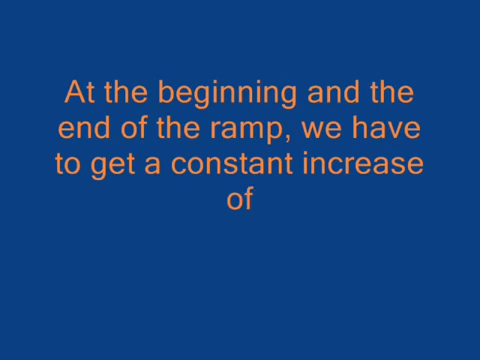 At the beginning and the
end of the ramp, we have
to get a constant increase
of